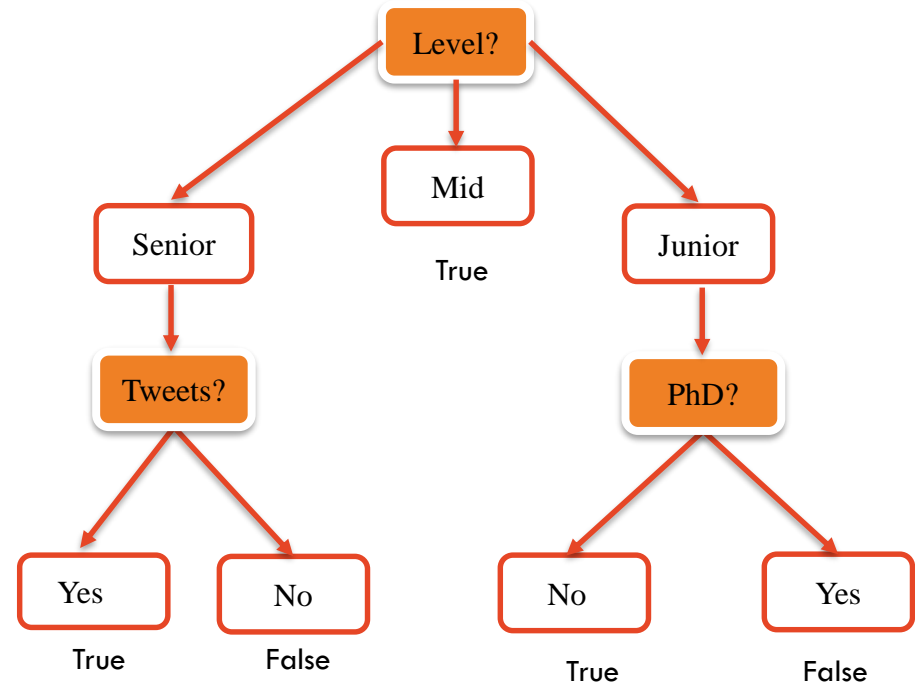 Level?
Mid
True
Senior
Junior
Tweets?
PhD?
Yes
No
No
Yes
True
False
True
False